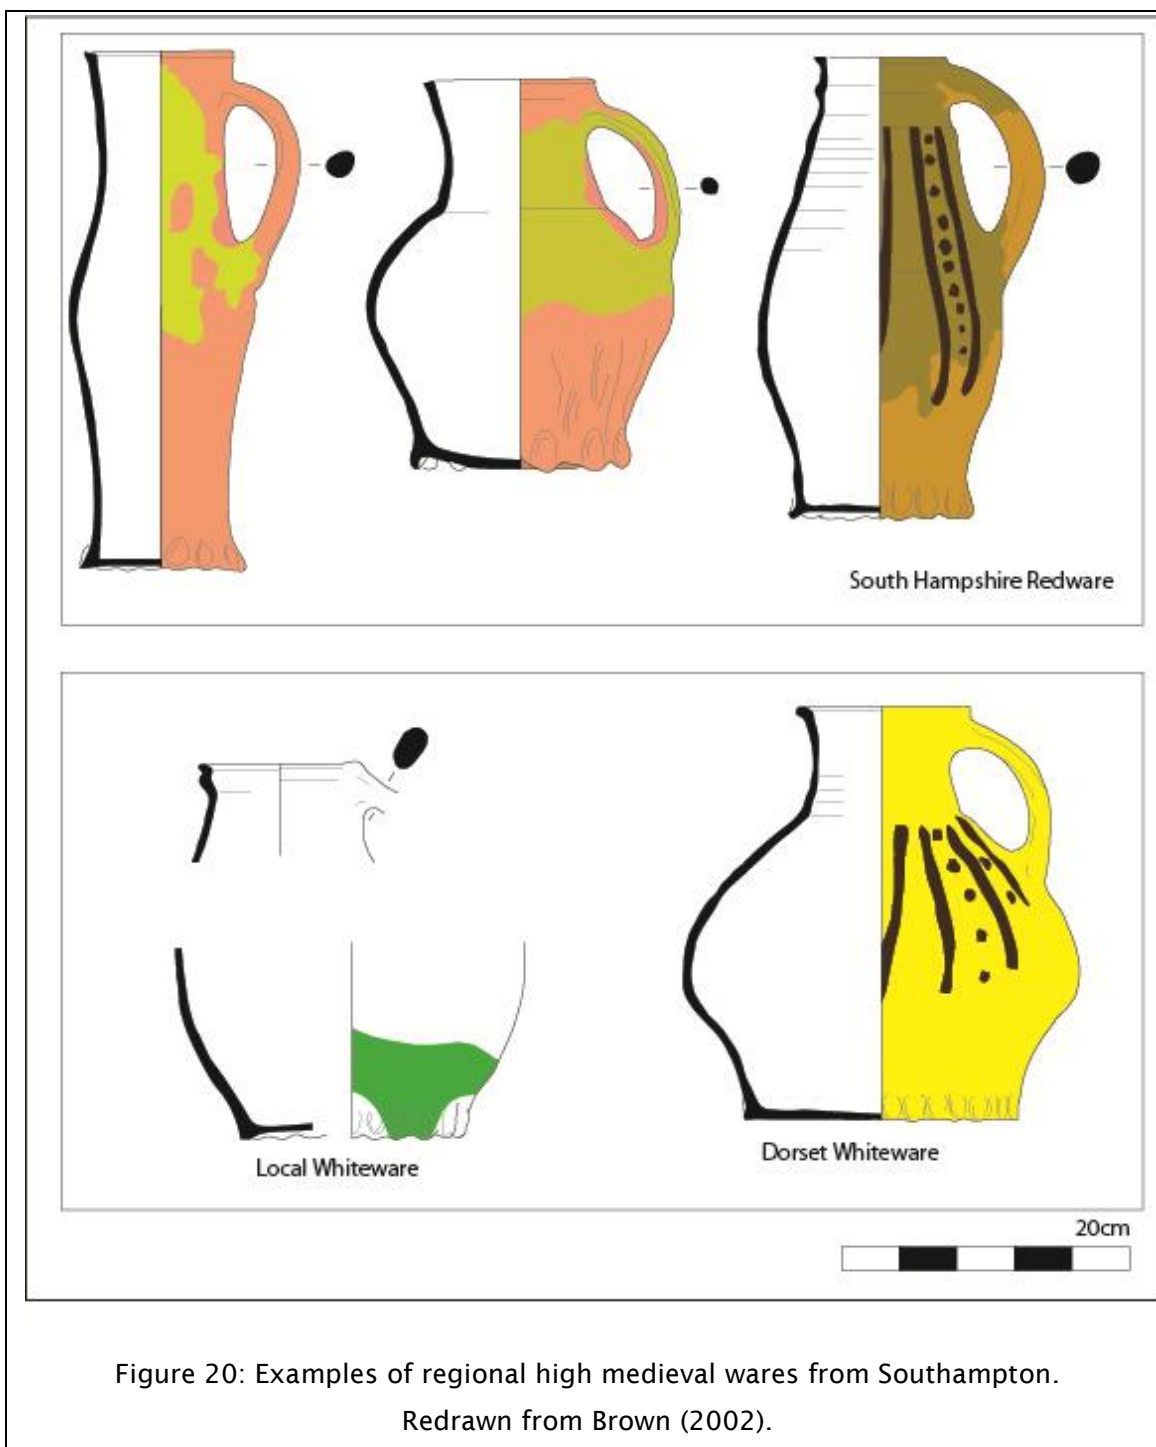 South Hampshire Redware
Local Whiteware
Dorset Whiteware
20cm
Figure 20: Examples of regional high medieval wares from Southampton.
Redrawn from Brown (2002).